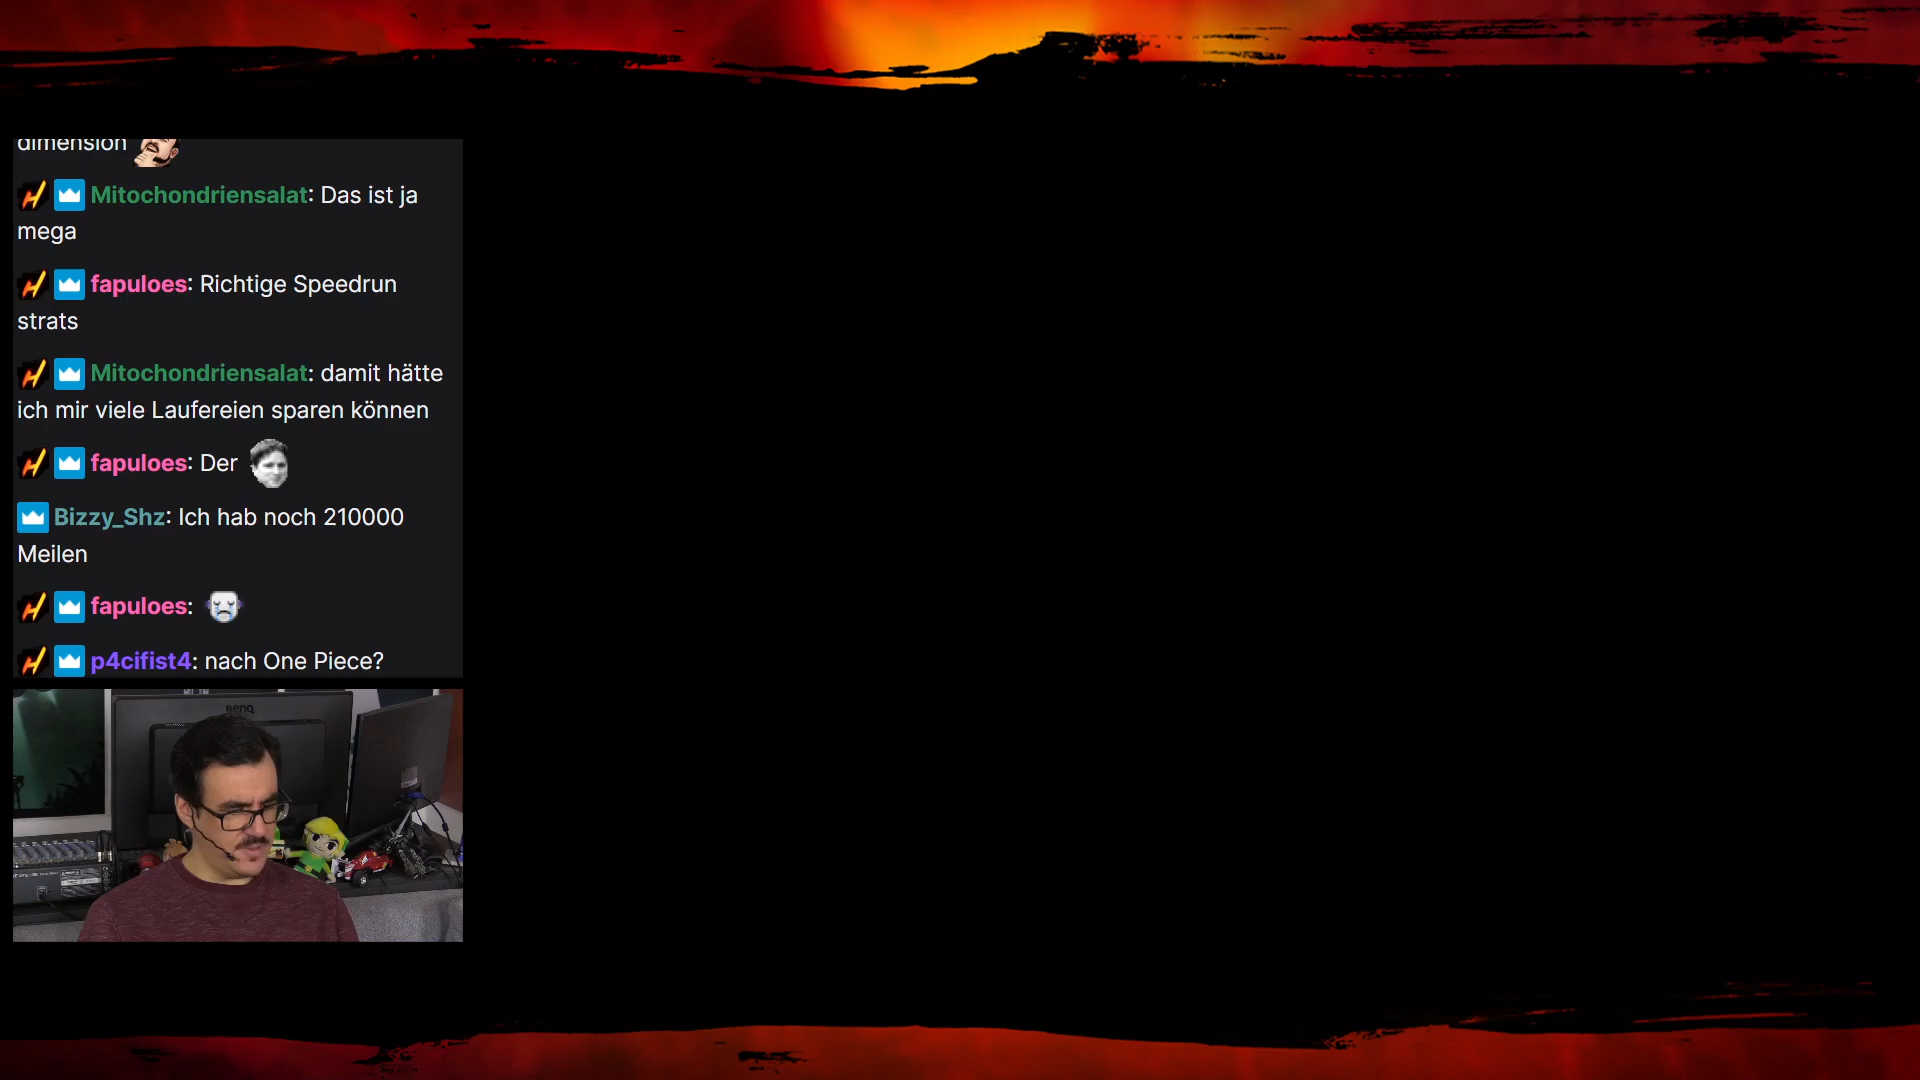 dimension
Mitochondriensalat: Das ist ja
mega
fapuloes: Richtige Speedrun
strats
Mitochondriensalat: damit hätte
ich mir viele Laufereien sparen können
fapuloes: Der
Bizzy_Shz: Ich hab noch 210000
Meilen
fapuloes:
p4cifist4: nach One Piece?
BenQ